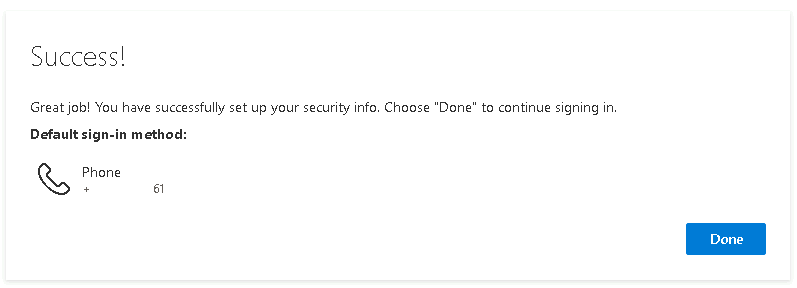 Success!
Great job! You have successfully set up your security info. Choose "Done" to continue signing in.
Default sign-in method:
Phone
+ 61
Done